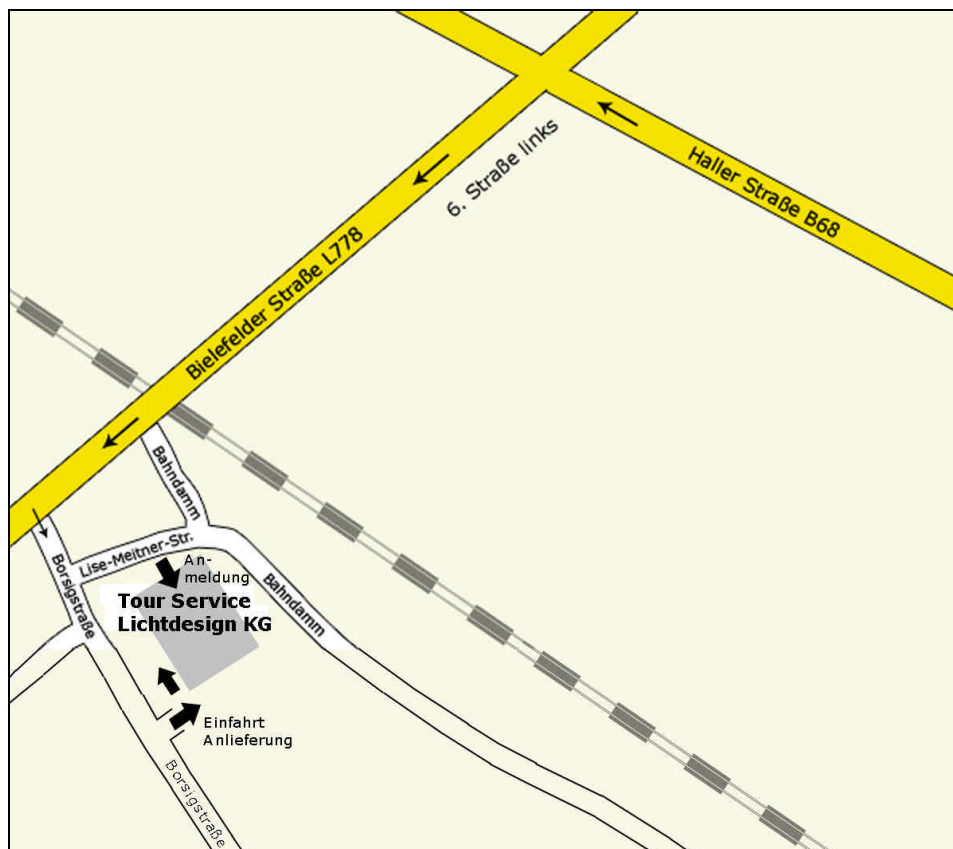 6. Straße links
Haller Straße B68
Bielefelder Straße L778
Bahndamm
Lise-Meitner-Str.
An-
meldung
Borsigstraße
Bahndamm
Tour Service
Lichtdesign KG
Einfahrt
Anlieferung
Borsigstraße